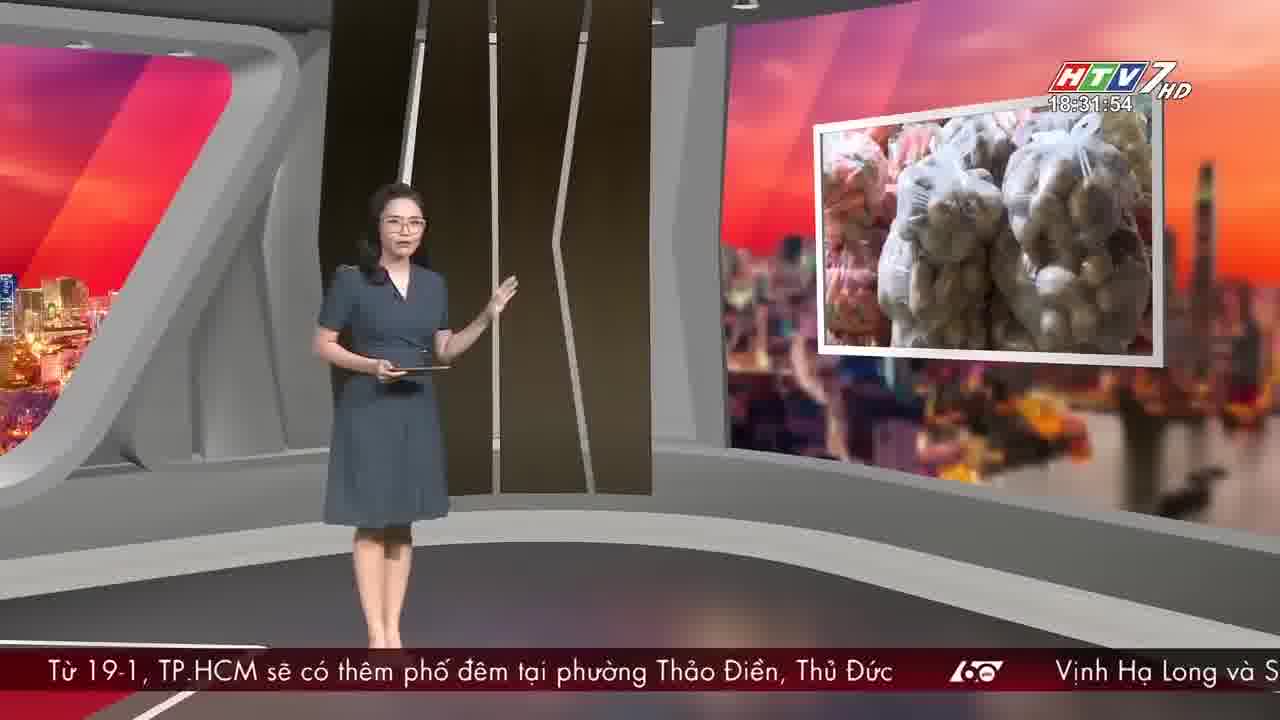 HTV7 HD
18:31:54
Từ 19-1, TP.HCM sẽ có thêm phố đêm tại phường Thảo Điền, Thủ Đức 60 Vịnh Hạ Long và S